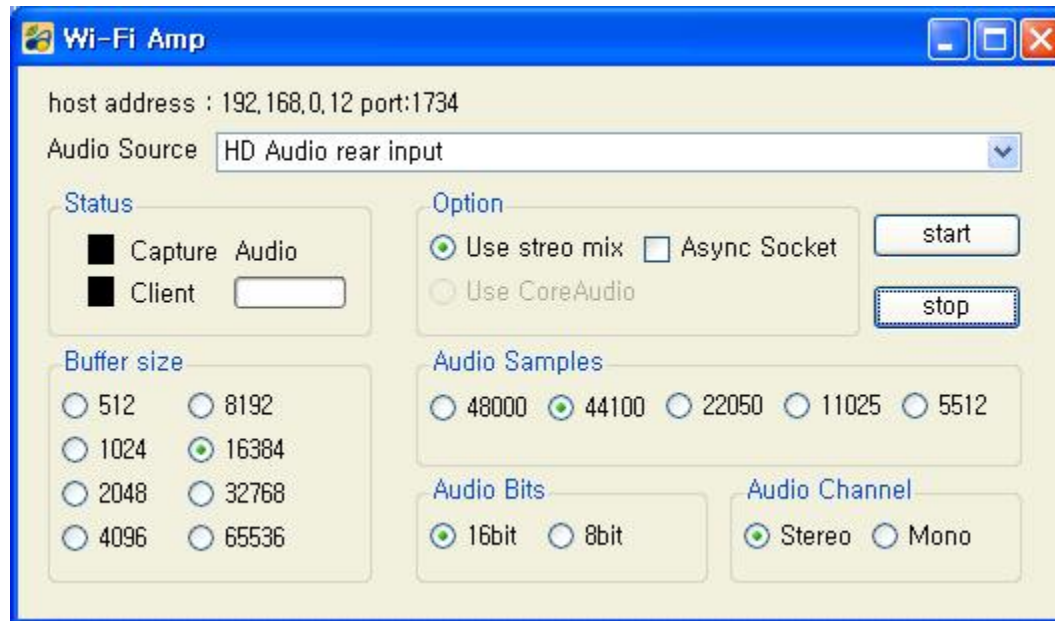 Wi-Fi Amp
host address : 192,168,0,12 port:1734
Audio Source HD Audio rear input
Status
Capture Audio
Client
Option
Use streo mix Async Socket
Use CoreAudio
start
stop
Buffer size
512 8192
1024 16384
2048 32768
4096 65536
Audio Samples
48000 44100 22050 11025 5512
Audio Bits
16bit 8bit
Audio Channel
Stereo Mono